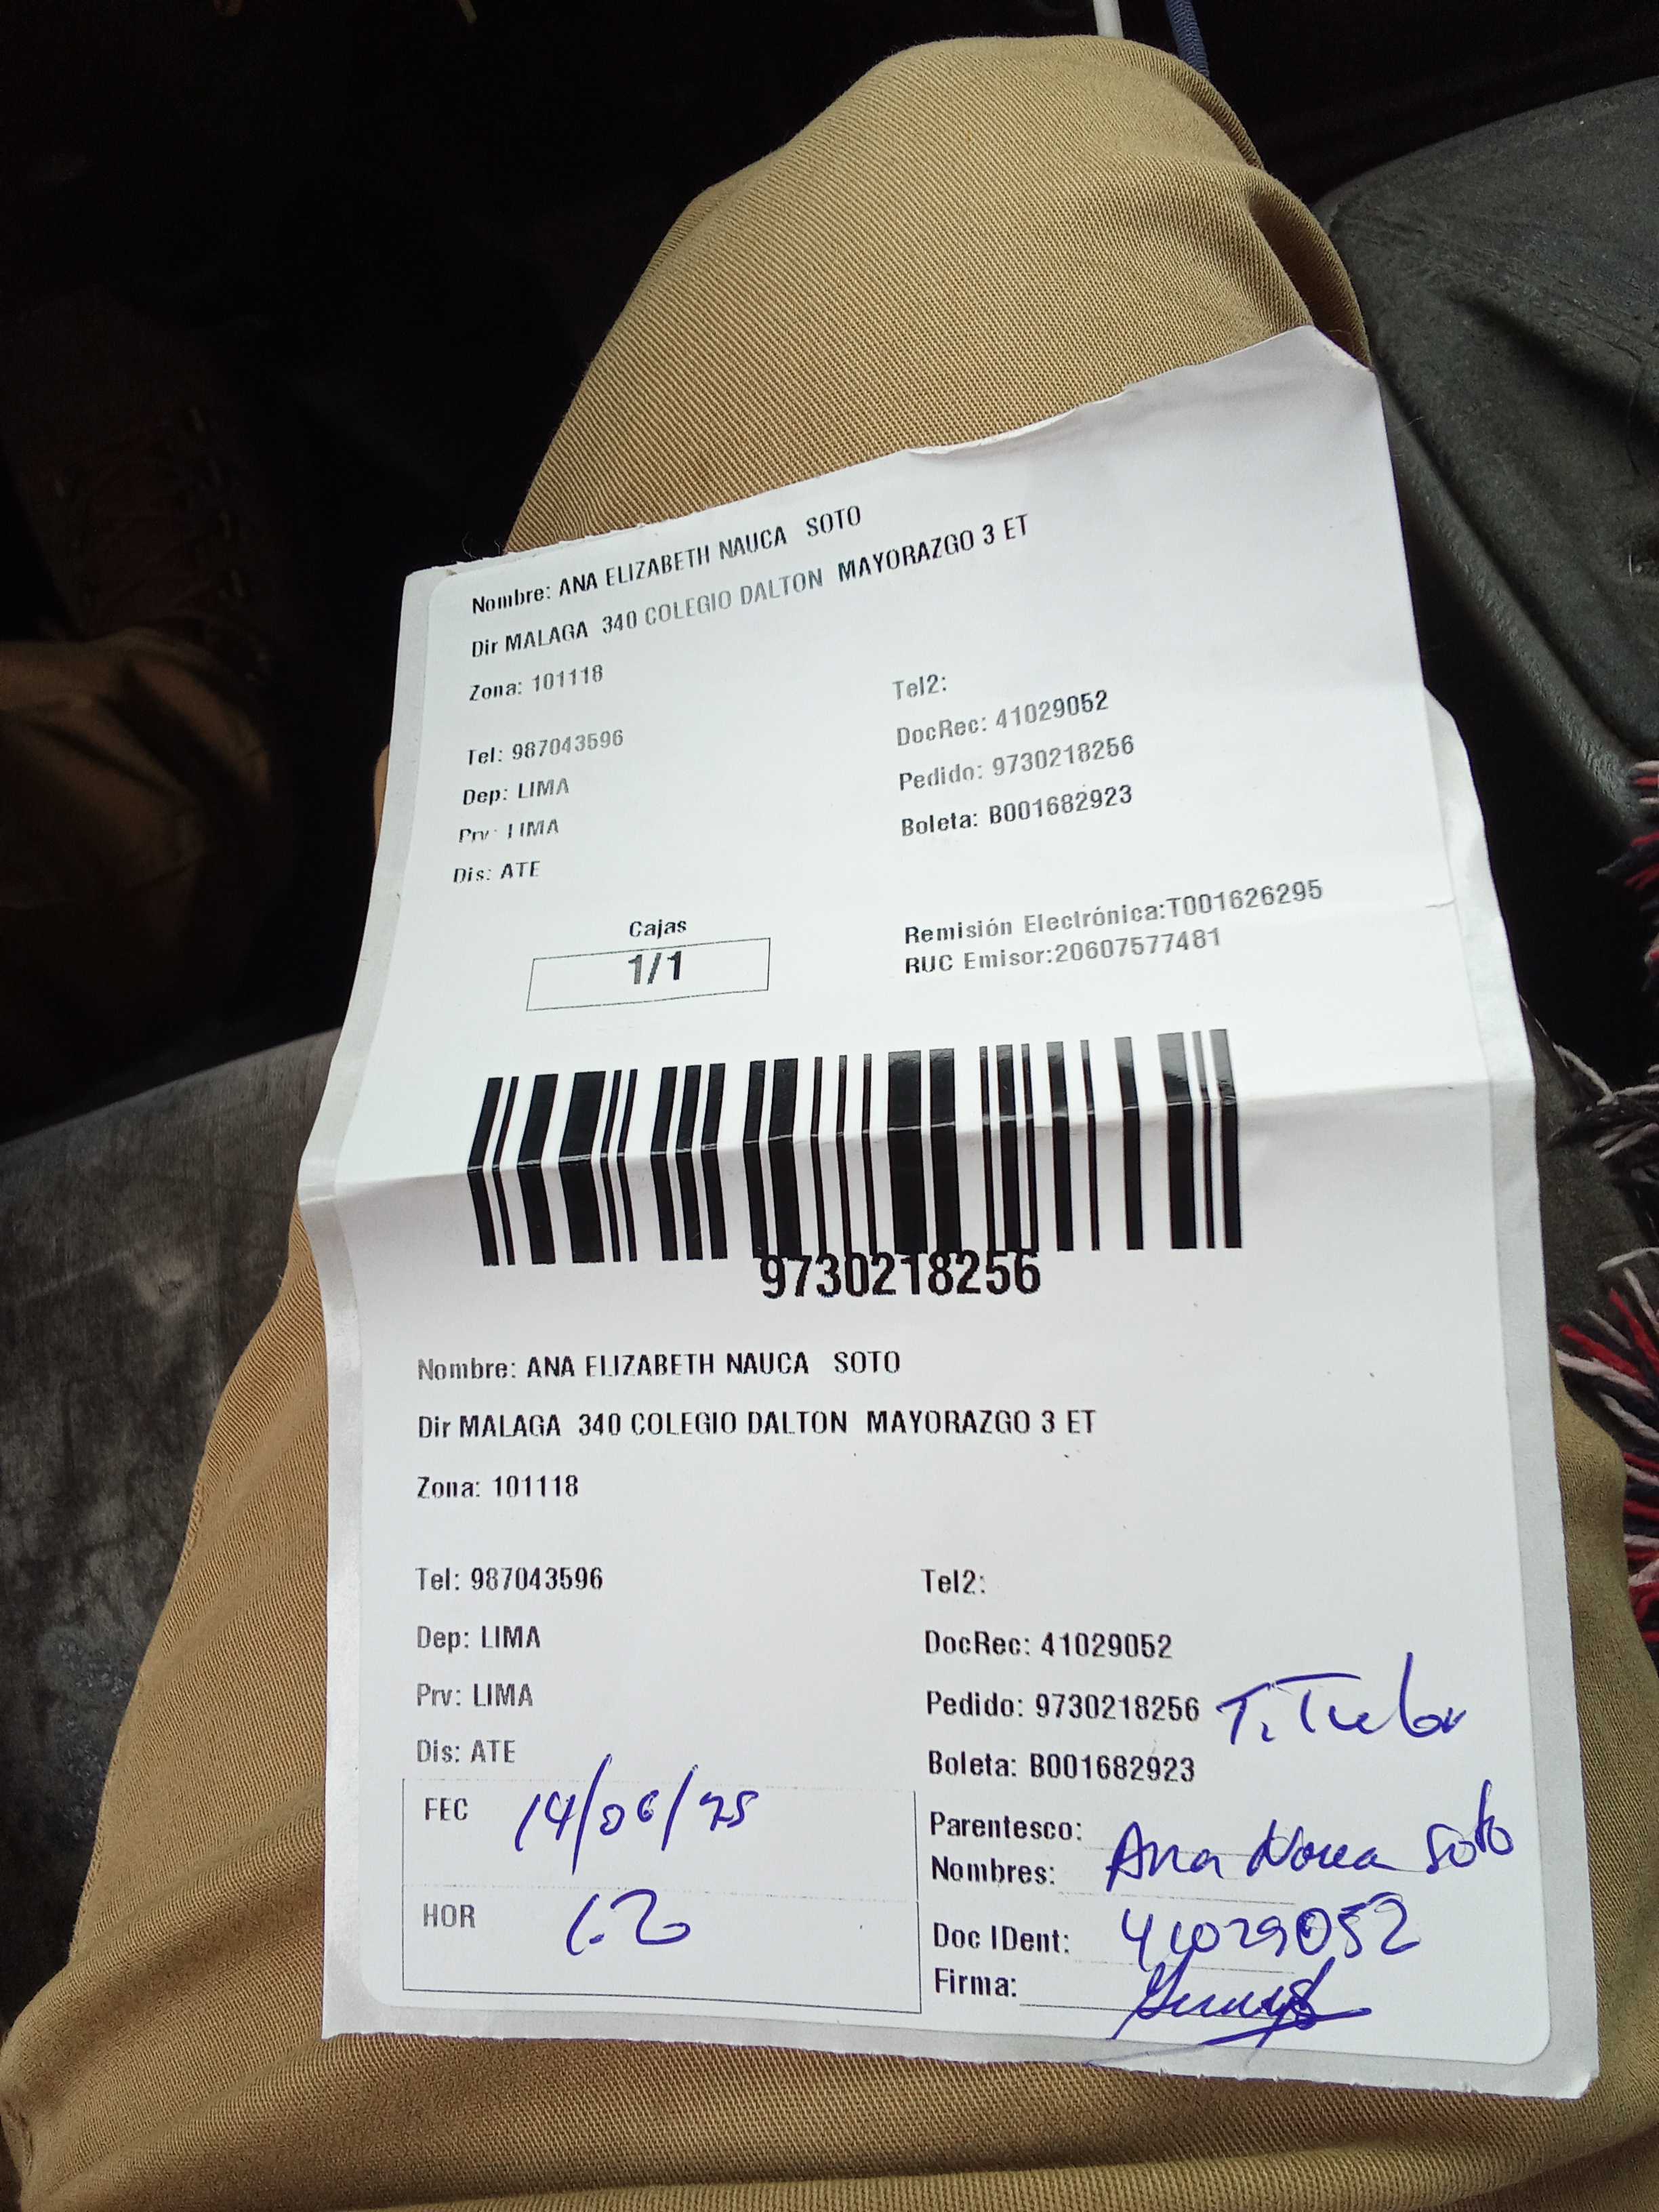 Nombre: ANA ELIZABETH NAUCA SOTO
Dir MALAGA 340 COLEGIO DALTON MAYORAZGO 3 ET
Zona: 101118
Tel: 987043596
Tel2:
Dep: LIMA
DocRec: 41029052
Prv: LIMA
Pedido: 9730218256
Dis: ATE
Boleta: B001682923
Cajas
1/1
Remisión Electrónica:T001626295
RUC Emisor:20607577481
9730218256
Nombre: ANA ELIZABETH NAUCA SOTO
Dir MALAGA 340 COLEGIO DALTON MAYORAZGO 3 ET
Zona: 101118
Tel: 987043596
Tel2:
Dep: LIMA
DocRec: 41029052
Prv: LIMA
Pedido: 9730218256 Titular
Dis: ATE
Boleta: B001682923
FEC 14/06/25
Parentesco:
Nombres: Ana Nauca Soto
HOR
Doc IDent: 41029052
Firma: